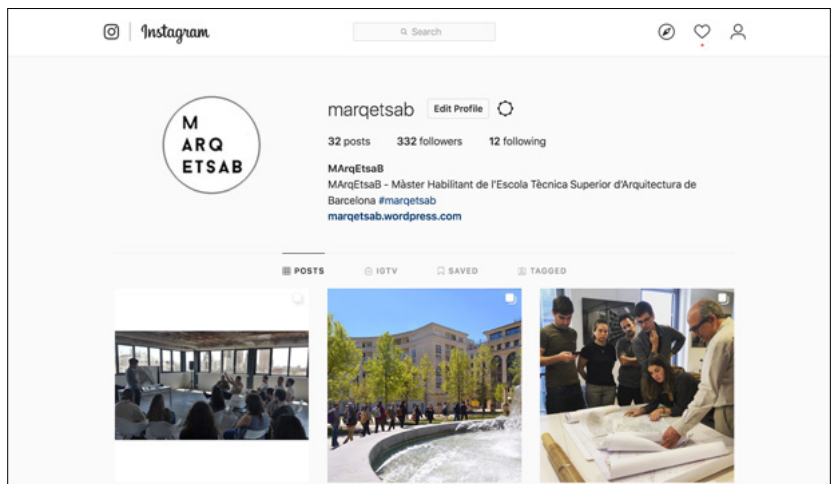 Instagram
Search
marqetsab Edit Profile
32 posts 332 followers 12 following
M
ARQ
ETSAB
MArqEtsaB
MArqEtsaB - Màster Habilitant de l'Escola Tècnica Superior d'Arquitectura de
Barcelona #marqetsab
marqetsab.wordpress.com
POSTS IGTV SAVED TAGGED